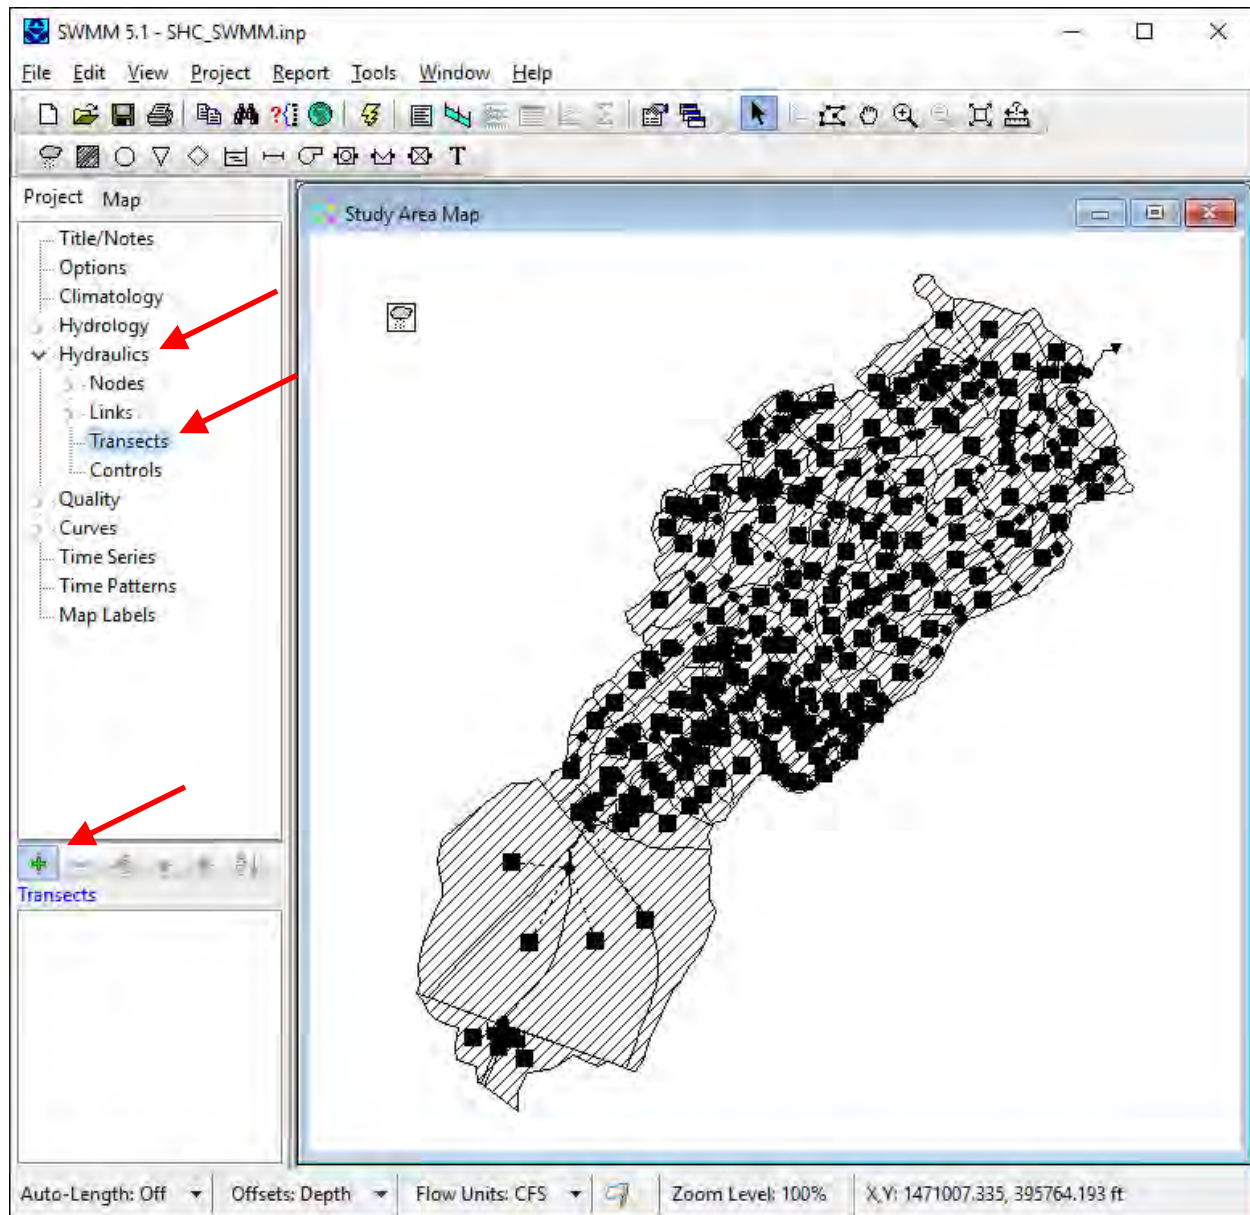 SWMM 5.1 - SHC_SWMM.inp
File Edit View Project Report Tools Window Help
T
Project Map
Study Area Map
Title/Notes
Options
Climatology
Hydrology
Hydraulics
Nodes
Links
Transects
Controls
Quality
Curves
Time Series
Time Patterns
Map Labels
Transects
Auto-Length: Off Offsets: Depth Flow Units: CFS Zoom Level: 100% X,Y: 1471007.335, 395764.193 ft